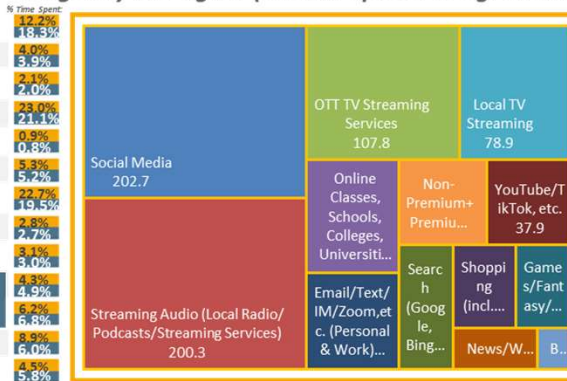 % Time Spent:
12.2%
18.3%
4.0%
3.9%
2.1%
2.0%
23.0%
21.1%
0.9%
0.8%
5.3%
5.2%
22.7%
19.5%
2.8%
2.7%
3.1%
3.0%
4.3%
4.9%
6.2%
6.8%
8.9%
6.0%
4.5%
5.8%
Social Media
202.7
OTT TV Streaming
Services
107.8
Local TV
Streaming
78.9
Online
Classes,
Schools,
Colleges,
Universiti...
Non-
Premium+
Premiu...
YouTube/T
ikTok, etc.
37.9
Streaming Audio (Local Radio/
Podcasts/Streaming Services)
200.3
Email/Text/
IM/Zoom,et
c. (Personal
& Work)...
Searc
h
(Goog
le,
Bing...
Shoppi
ng
(incl....
Game
s/Fant
asy/...
News/W...
B...